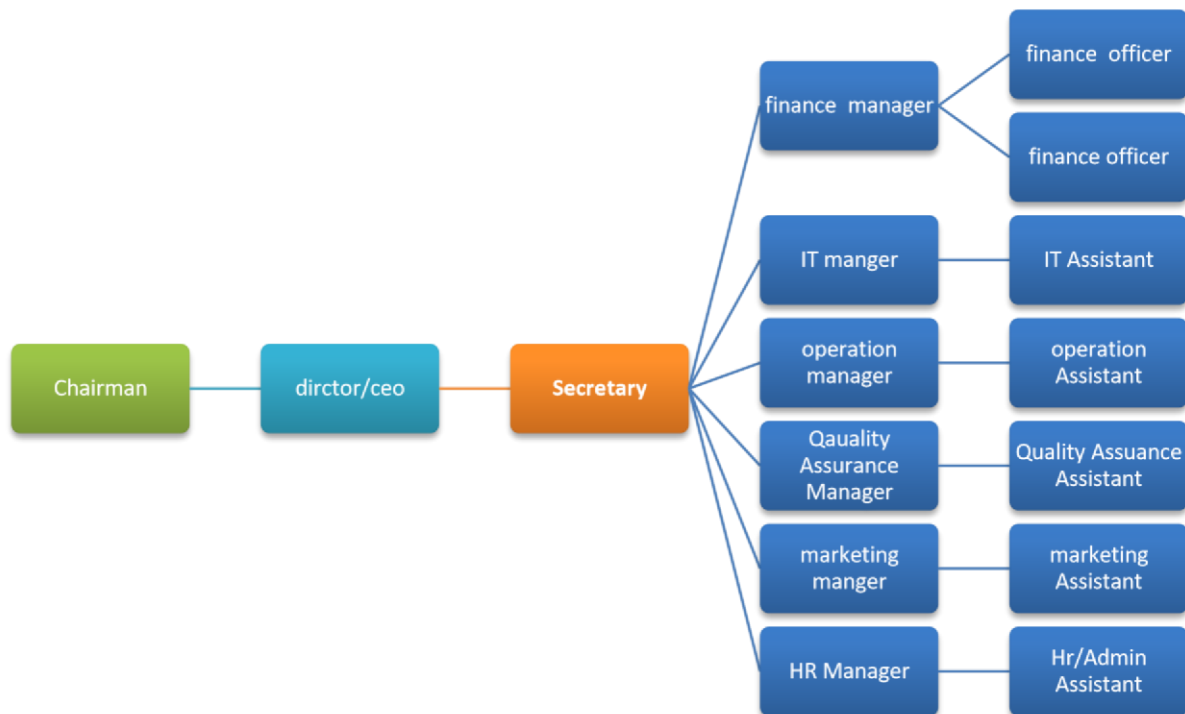 Chairman
dirctor/ceo
Secretary
finance  manager
finance  officer
finance officer
IT manger
IT Assistant
operation
manager
operation
Assistant
Qauality
Assurance
Manager
Quality Assuance
Assistant
marketing
manger
marketing
Assistant
HR Manager
Hr/Admin
Assistant